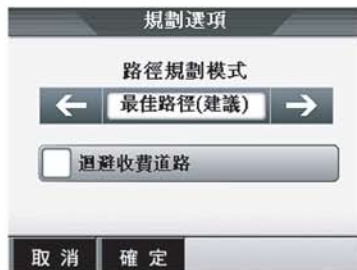 規劃選項
路徑規劃模式
最佳路徑(建議)
迴避收費道路
取消 確定